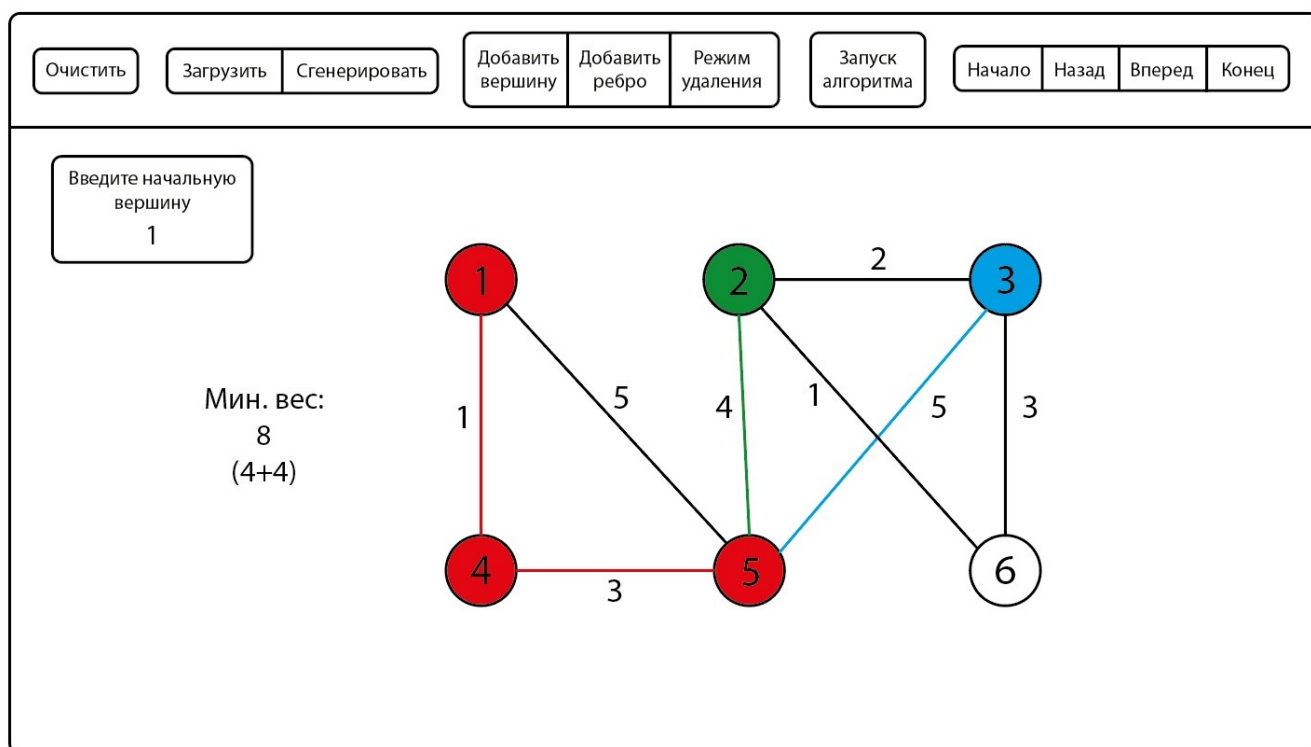 Очистить
Загрузить
Сгенерировать
Добавить
вершину
Добавить
ребро
Режим
удаления
Запуск
алгоритма
Начало
Назад
Вперед
Конец
Введите начальную
вершину
1
1
2
2
3
Мин. вес:
8
(4+4)
1
5
4
1
5
3
4
3
5
6